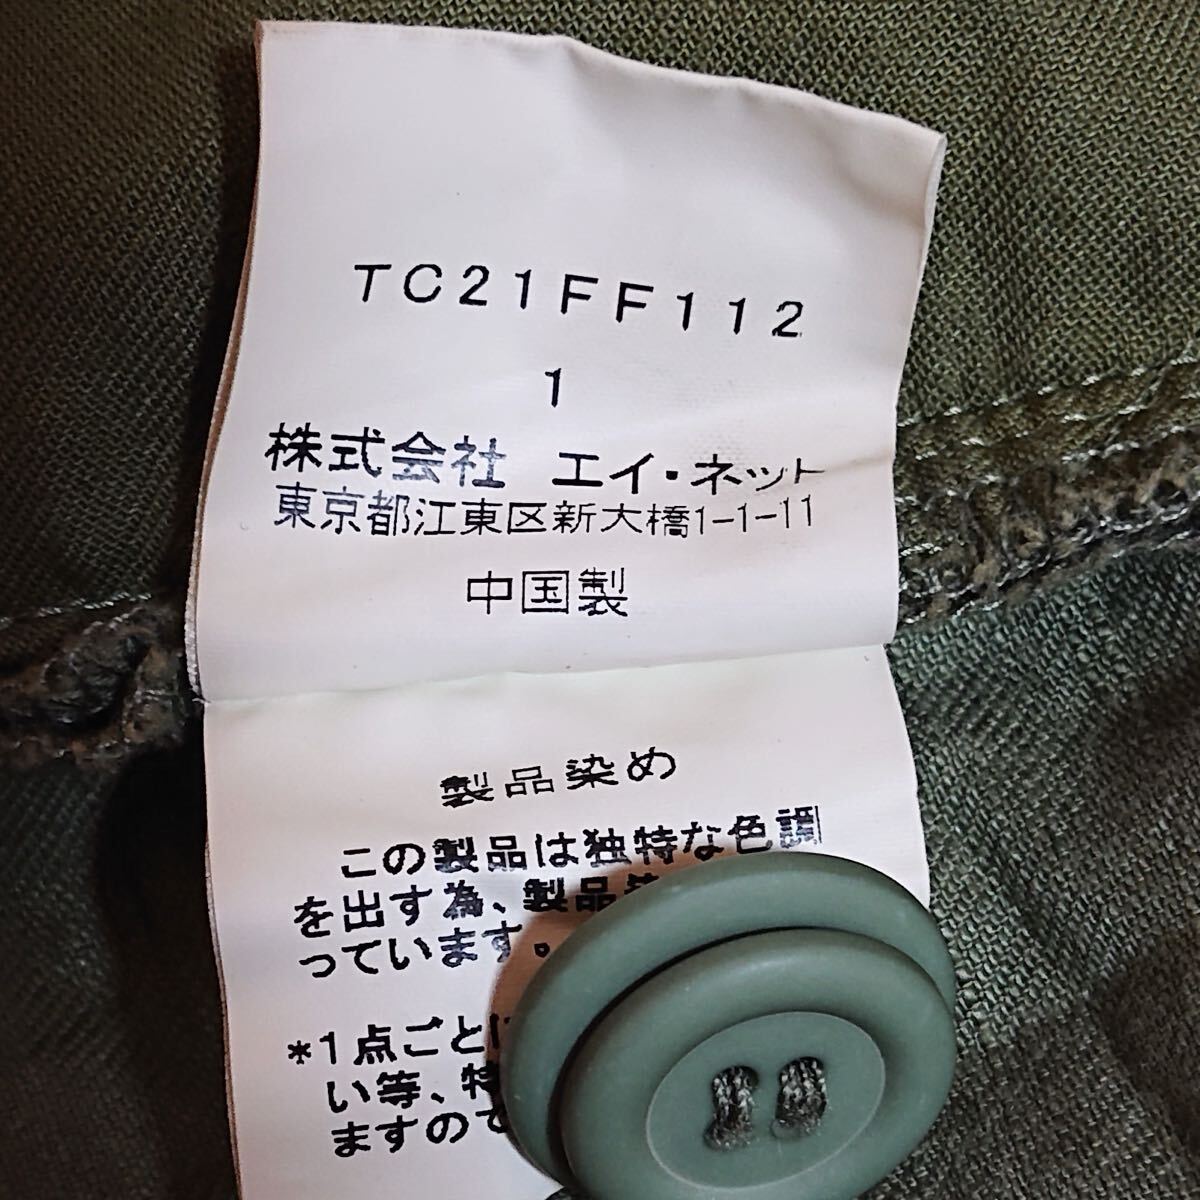 TC21FF112
1
株式会社 エイ・ネット
東京都江東区新大橋1-1-11
中国製
製品染め
この製品は独特な色調
を出す為、製品染
っています。
*1点ごとに
い等、特
ますので